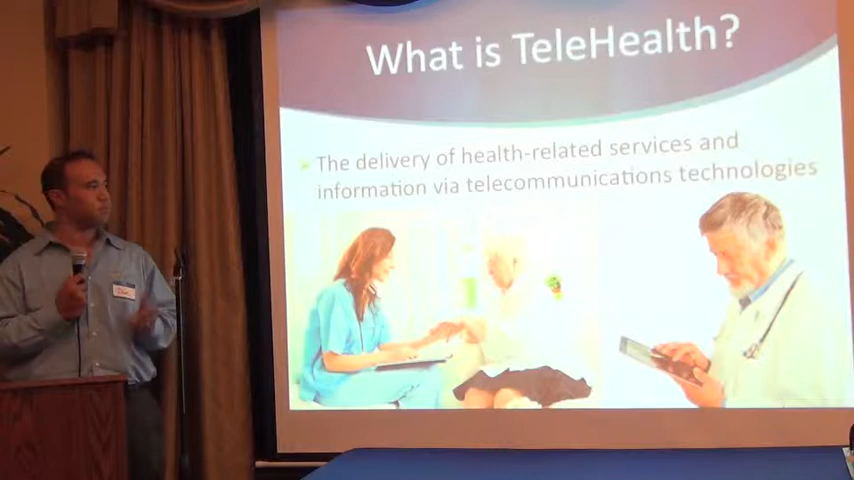 What is TeleHealth?
The delivery of health-related services and
information via telecommunications technologies